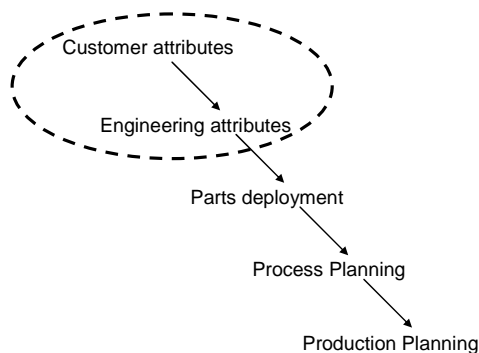 Customer attributes
Engineering attributes
Parts deployment
Process Planning
Production Planning